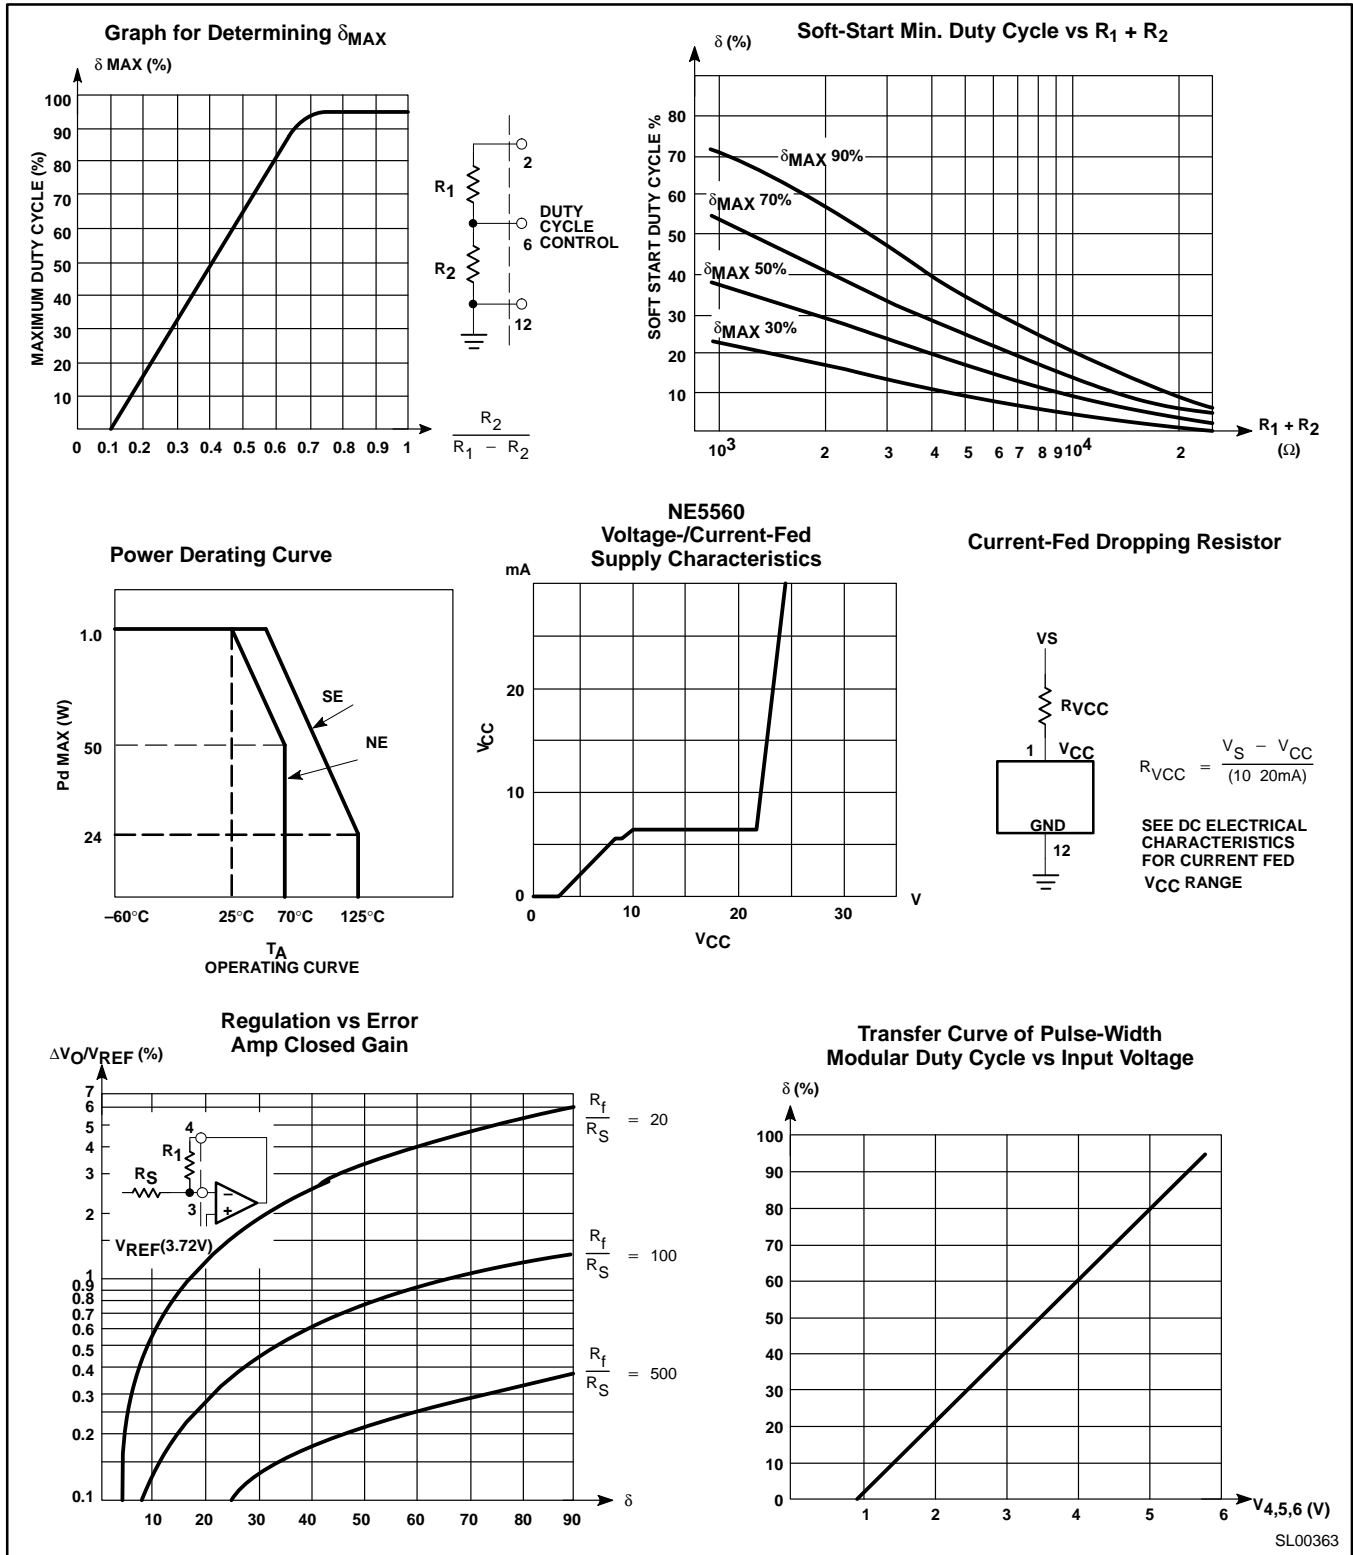 Graph for Determining δMAX
δ MAX (%)
MAXIMUM DUTY CYCLE (%)
100
90
80
70
60
50
40
30
20
10
0 0.1 0.2 0.3 0.4 0.5 0.6 0.7 0.8 0.9 1
R1
R2
2
6
12
DUTY
CYCLE
CONTROL
R2
R1 − R2
Soft-Start Min. Duty Cycle vs R1 + R2
δ (%)
SOFT START DUTY CYCLE %
80
70
60
50
40
30
20
10
δMAX 90%
δMAX 70%
δMAX 50%
δMAX 30%
10³ 2 3 4 5 6 7 8 9 10⁴ 2
R1 + R2
(Ω)
Power Derating Curve
Pd MAX (W)
1.0
50
24
SE
NE
–60°C 25°C 70°C 125°C
TA
OPERATING CURVE
NE5560
Voltage-/Current-Fed
Supply Characteristics
mA
VCC
20
10
0
0 10 20 30
V
VCC
Current-Fed Dropping Resistor
VS
RVCC
1 VCC
GND
12
RVCC = VS − VCC
(10 20mA)
SEE DC ELECTRICAL
CHARACTERISTICS
FOR CURRENT FED
VCC RANGE
Regulation vs Error
Amp Closed Gain
ΔVO/VREF (%)
7
6
5
4
3
2
1
0.9
0.8
0.7
0.6
0.5
0.4
0.3
0.2
0.1
4
R1
RS
3
−
+
VREF(3.72V)
Rf
RS = 20
Rf
RS = 100
Rf
RS = 500
10 20 30 40 50 60 70 80 90
δ
Transfer Curve of Pulse-Width
Modular Duty Cycle vs Input Voltage
δ (%)
100
90
80
70
60
50
40
30
20
10
0
1 2 3 4 5 6
V4,5,6 (V)
SL00363